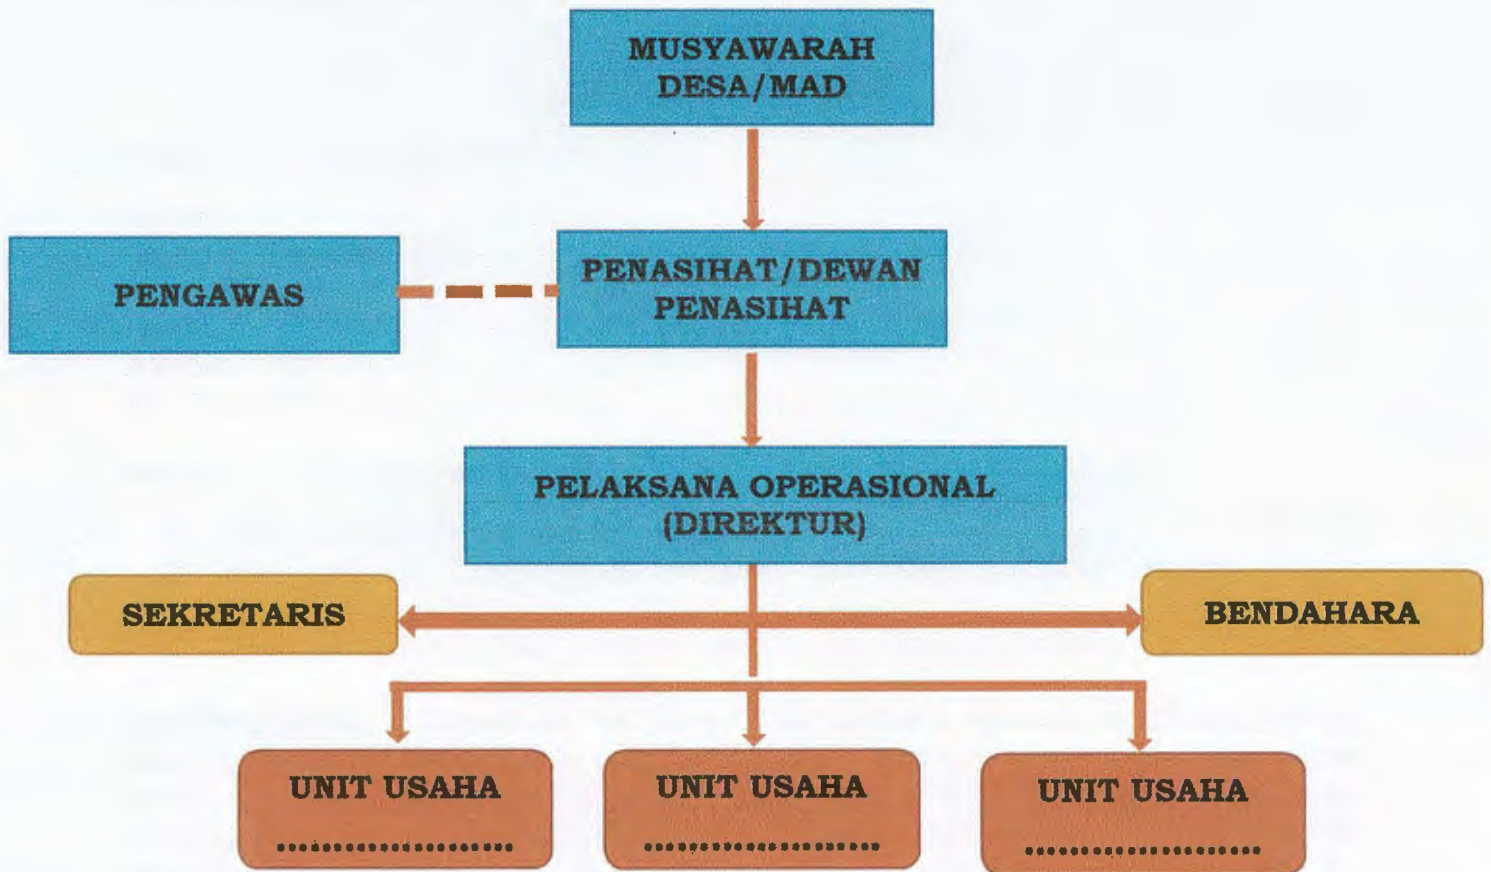 MUSYAWARAH
DESA/MAD
PENGAWAS
PENASIHAT/DEWAN
PENASIHAT
PELAKSANA OPERASIONAL
(DIREKTUR)
SEKRETARIS
BENDAHARA
UNIT USAHA
.....................
UNIT USAHA
.....................
UNIT USAHA
.....................